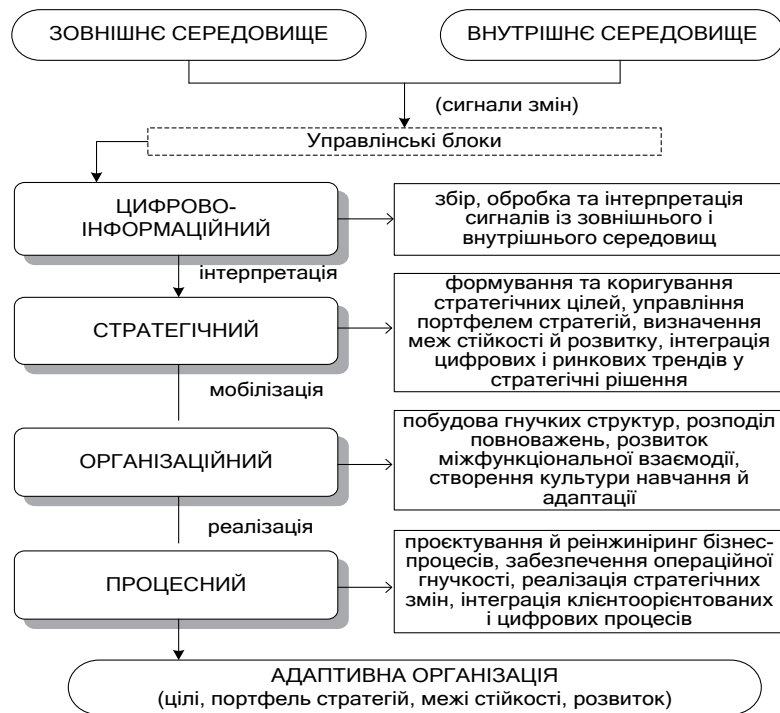 ЗОВНІШНЄ СЕРЕДОВИЩЕ
ВНУТРІШНЄ СЕРЕДОВИЩЕ
(сигнали змін)
Управлінські блоки
ЦИФРОВО-
ІНФОРМАЦІЙНИЙ
збір, обробка та інтерпретація
сигналів із зовнішнього і
внутрішнього середовищ
інтерпретація
СТРАТЕГІЧНИЙ
формування та коригування
стратегічних цілей, управління
портфелем стратегій, визначення
меж стійкості й розвитку, інтеграція
цифрових і ринкових трендів у
стратегічні рішення
мобілізація
ОРГАНІЗАЦІЙНИЙ
побудова гнучких структур, розподіл
повноважень, розвиток
міжфункціональної взаємодії,
створення культури навчання й
адаптації
реалізація
ПРОЦЕСНИЙ
проєктування й реінжиніринг бізнес-
процесів, забезпечення операційної
гнучкості, реалізація стратегічних
змін, інтеграція клієнтоорієнтованих
і цифрових процесів
АДАПТИВНА ОРГАНІЗАЦІЯ
(цілі, портфель стратегій, межі стійкості, розвиток)